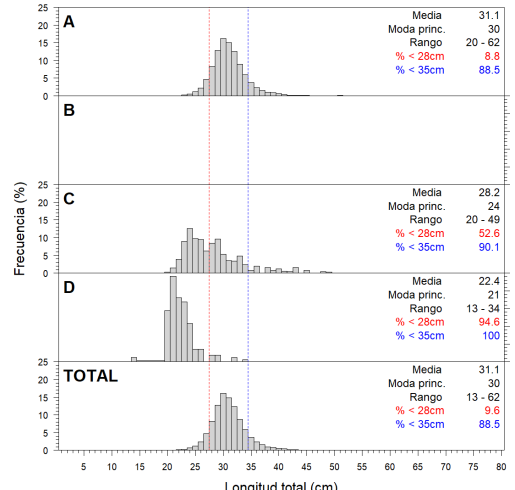 Frecuencia (%)
25
20
15
10
5
0
A
Media 31.1
Moda princ. 30
Rango 20 - 62
% < 28cm 8.8
% < 35cm 88.5
B
25
20
15
10
5
0
C
Media 28.2
Moda princ. 24
Rango 20 - 49
% < 28cm 52.6
% < 35cm 90.1
D
Media 22.4
Moda princ. 21
Rango 13 - 34
% < 28cm 94.6
% < 35cm 100
25
20
15
10
5
0
TOTAL
Media 31.1
Moda princ. 30
Rango 13 - 62
% < 28cm 9.6
% < 35cm 88.5
5 10 15 20 25 30 35 40 45 50 55 60 65 70 75 80
Longitud total (cm)